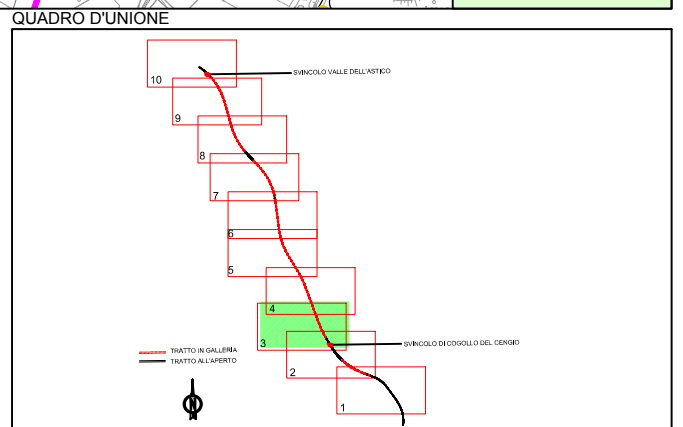 QUADRO D'UNIONE
10
SVINCOLO VALLE DELL'ASTICO
9
8
7
6
5
4
3
SVINCOLO DI COGOLLO DEL CENGIO
TRATTO IN GALLERIA
TRATTO ALL'APERTO
2
1
N